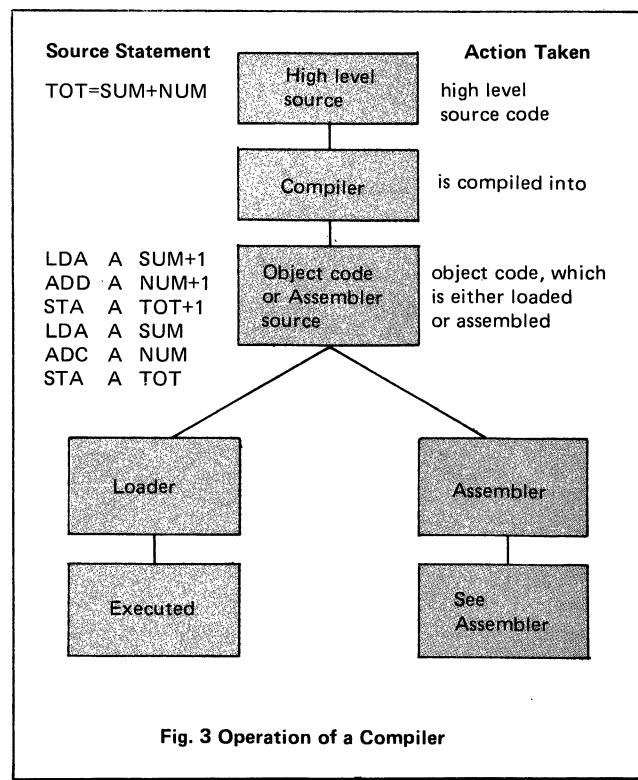 Source Statement
Action Taken
TOT=SUM+NUM
High level
source
high level
source code
Compiler
is compiled into
LDA A SUM+1
ADD A NUM+1
STA A TOT+1
LDA A SUM
ADC A NUM
STA A TOT
Object code
or Assembler
source
object code, which
is either loaded
or assembled
Loader
Assembler
Executed
See
Assembler
Fig. 3 Operation of a Compiler